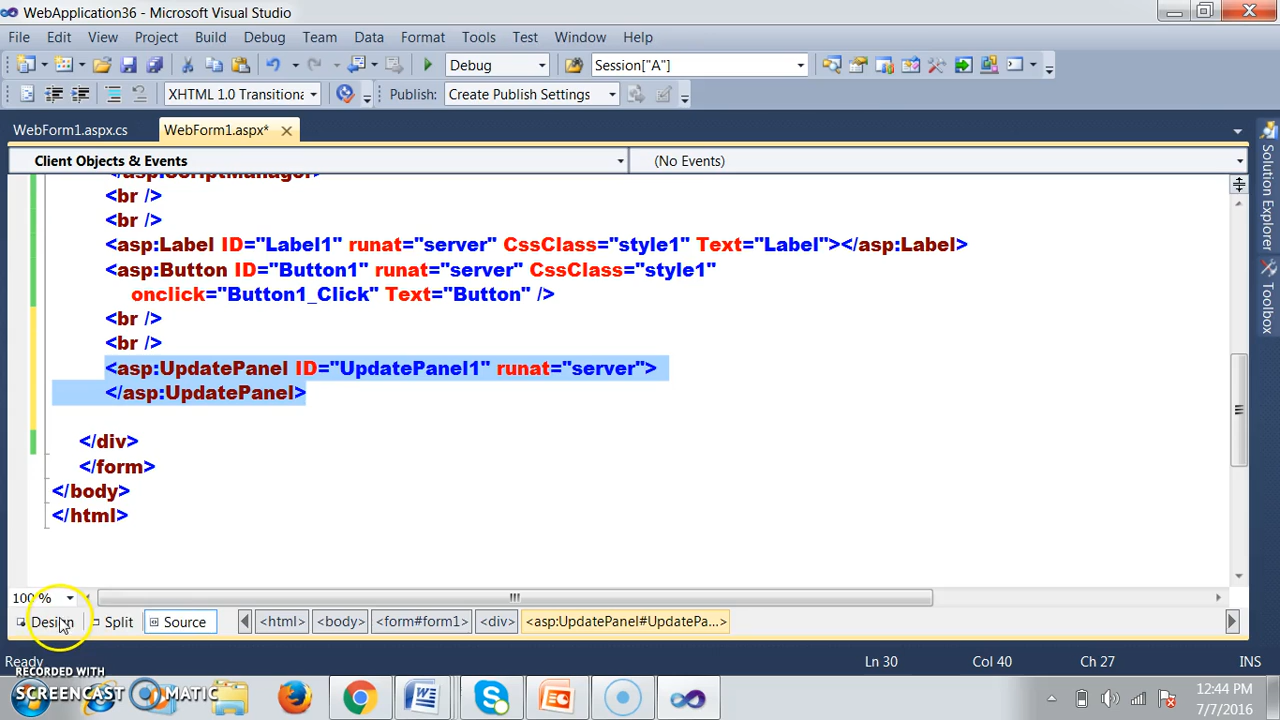 WebApplication36 - Microsoft Visual Studio
File Edit View Project Build Debug Team Data Format Tools Test Window Help
Debug Session["A"]
XHTML 1.0 Transitiona Publish: Create Publish Settings
WebForm1.aspx.cs WebForm1.aspx*
Client Objects & Events (No Events)
</asp:ScriptManager>
<br />
<br />
<asp:Label ID="Label1" runat="server" CssClass="style1" Text="Label"></asp:Label>
<asp:Button ID="Button1" runat="server" CssClass="style1"
onclick="Button1_Click" Text="Button" />
<br />
<br />
<asp:UpdatePanel ID="UpdatePanel1" runat="server">
</asp:UpdatePanel>
</div>
</form>
</body>
</html>
Solution Explorer
Toolbox
100 %
Design Split Source <html> <body> <form#form1> <div> <asp:UpdatePanel#UpdatePa...>
Ready Ln 30 Col 40 Ch 27 INS
RECORDED WITH
SCREENCAST MATIC
12:44 PM
7/7/2016